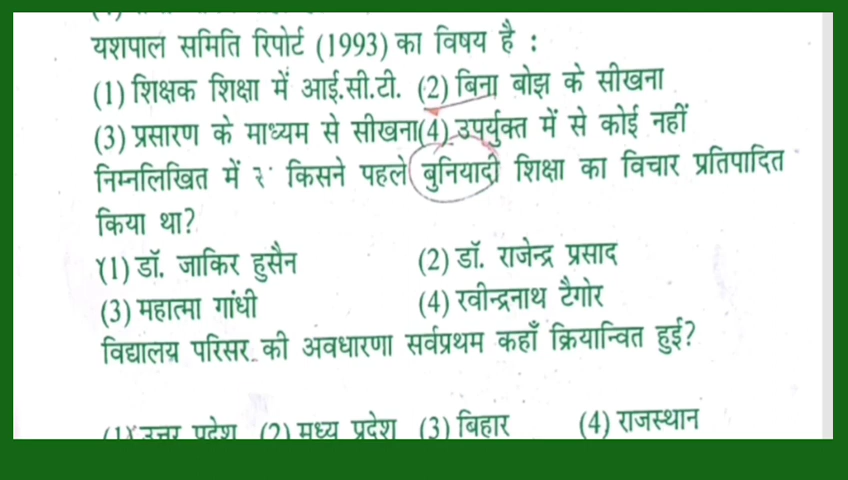 यशपाल समिति रिपोर्ट (1993) का विषय है :
(1) शिक्षक शिक्षा में आई.सी.टी. (2) बिना बोझ के सीखना
(3) प्रसारण के माध्यम से सीखना(4) उपर्युक्त में से कोई नहीं
निम्नलिखित में किसने पहले बुनियादी शिक्षा का विचार प्रतिपादित
किया था?
(1) डॉ. जाकिर हुसैन (2) डॉ. राजेन्द्र प्रसाद
(3) महात्मा गांधी (4) रवीन्द्रनाथ टैगोर
विद्यालय परिसर की अवधारणा सर्वप्रथम कहाँ क्रियान्वित हुई?
(1) उत्तर प्रदेश (2) मध्य प्रदेश (3) बिहार (4) राजस्थान